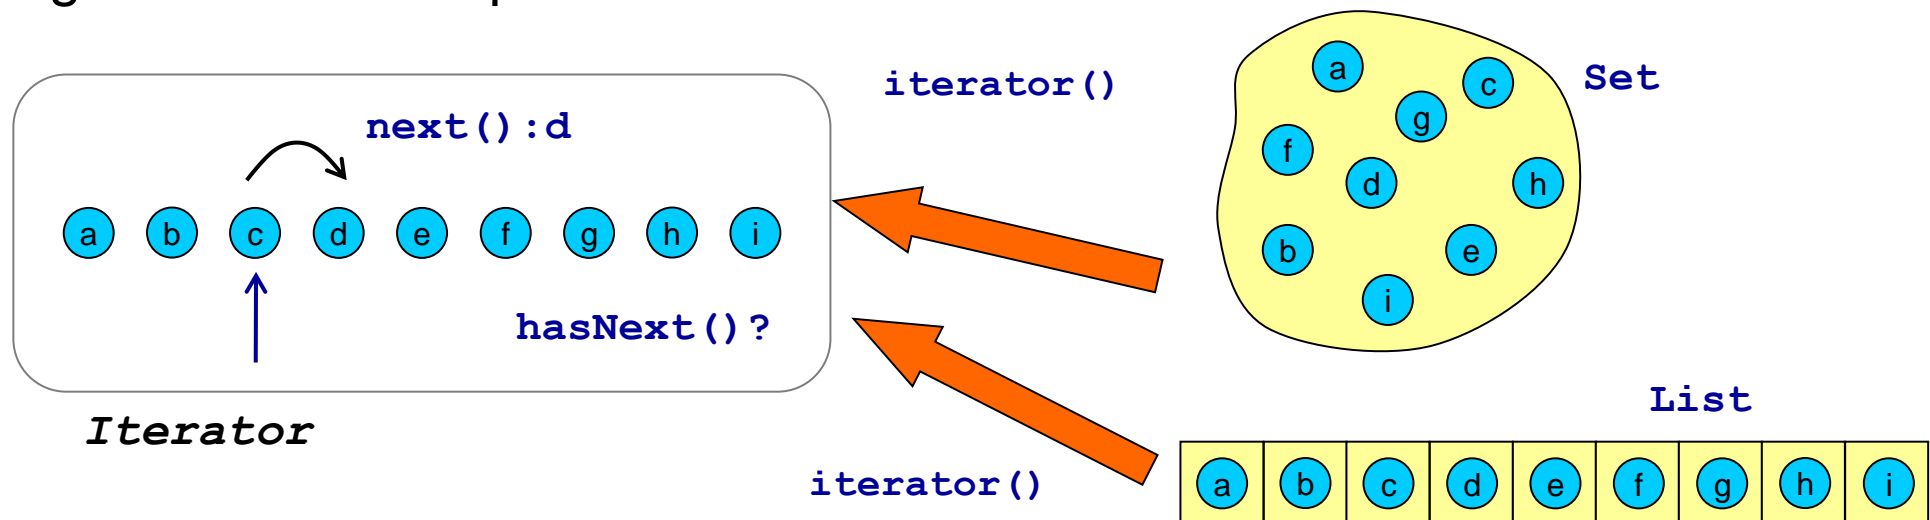 iterator()
Set
next():d
a b c d e f g h i
hasNext()?
Iterator
a
c
g
f
d
h
b
e
i
List
iterator()
a b c d e f g h i